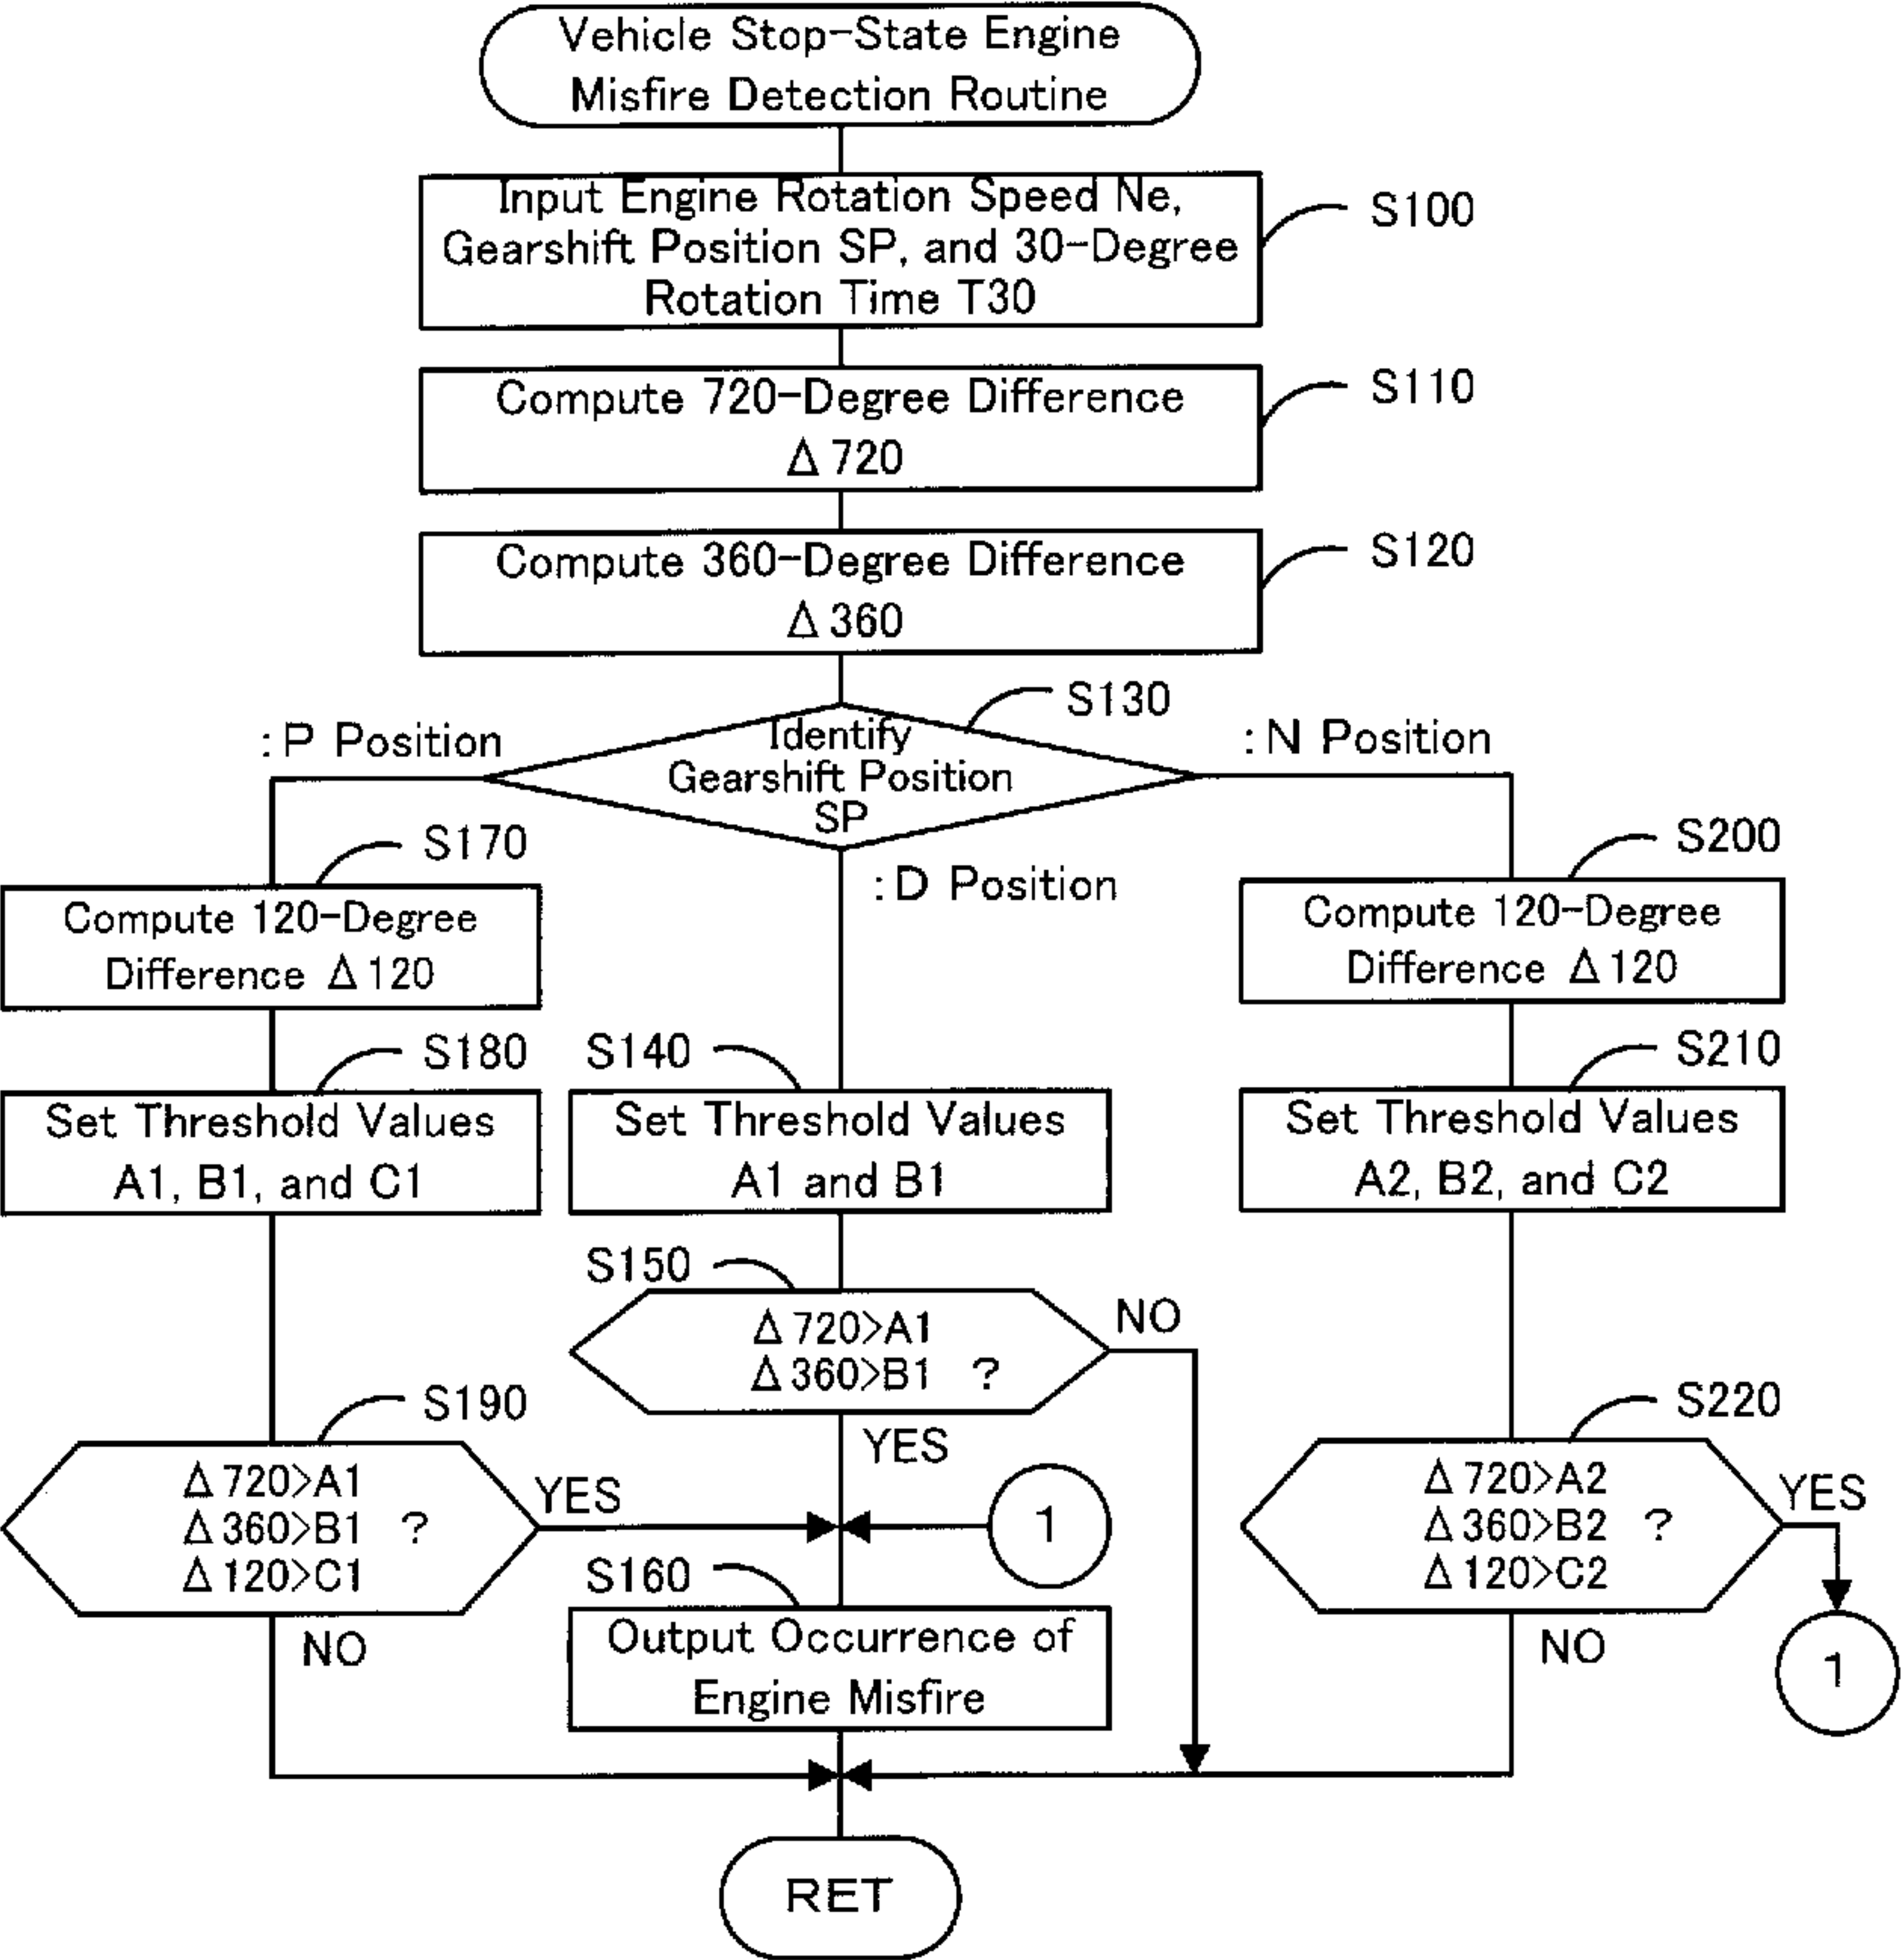 Vehicle Stop-State Engine
Misfire Detection Routine
Input Engine Rotation Speed Ne,
Gearshift Position SP, and 30-Degree
Rotation Time T30
S100
Compute 720-Degree Difference
Δ720
S110
Compute 360-Degree Difference
Δ360
S120
S130
Identify
Gearshift Position
SP
:P Position
:N Position
:D Position
S170
Compute 120-Degree
Difference Δ120
S200
Compute 120-Degree
Difference Δ120
S180
Set Threshold Values
A1, B1, and C1
S140
Set Threshold Values
A1 and B1
S210
Set Threshold Values
A2, B2, and C2
S150
Δ720>A1
Δ360>B1 ?
NO
YES
S190
Δ720>A1
Δ360>B1 ?
Δ120>C1
YES
NO
1
S220
Δ720>A2
Δ360>B2 ?
Δ120>C2
YES
NO
1
S160
Output Occurrence of
Engine Misfire
RET